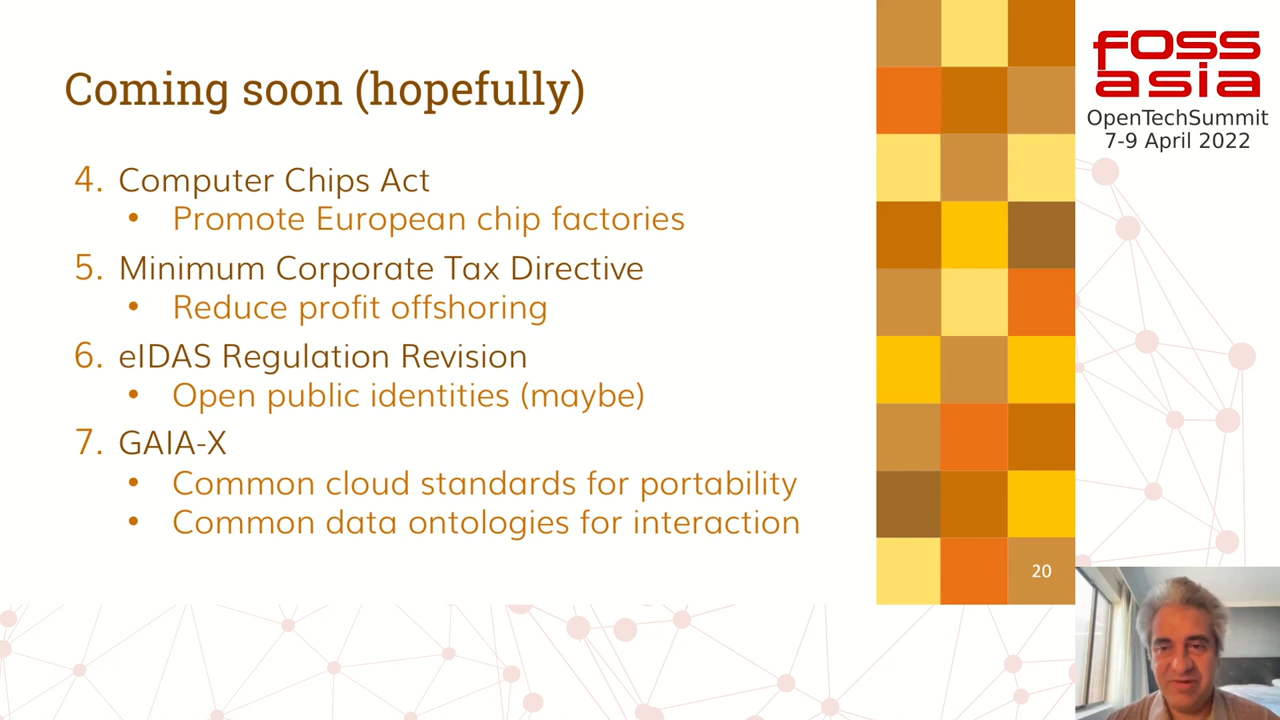 Coming soon (hopefully)
4. Computer Chips Act
• Promote European chip factories
5. Minimum Corporate Tax Directive
• Reduce profit offshoring
6. eIDAS Regulation Revision
• Open public identities (maybe)
7. GAIA-X
• Common cloud standards for portability
• Common data ontologies for interaction
20
foss
asia
OpenTechSummit
7-9 April 2022